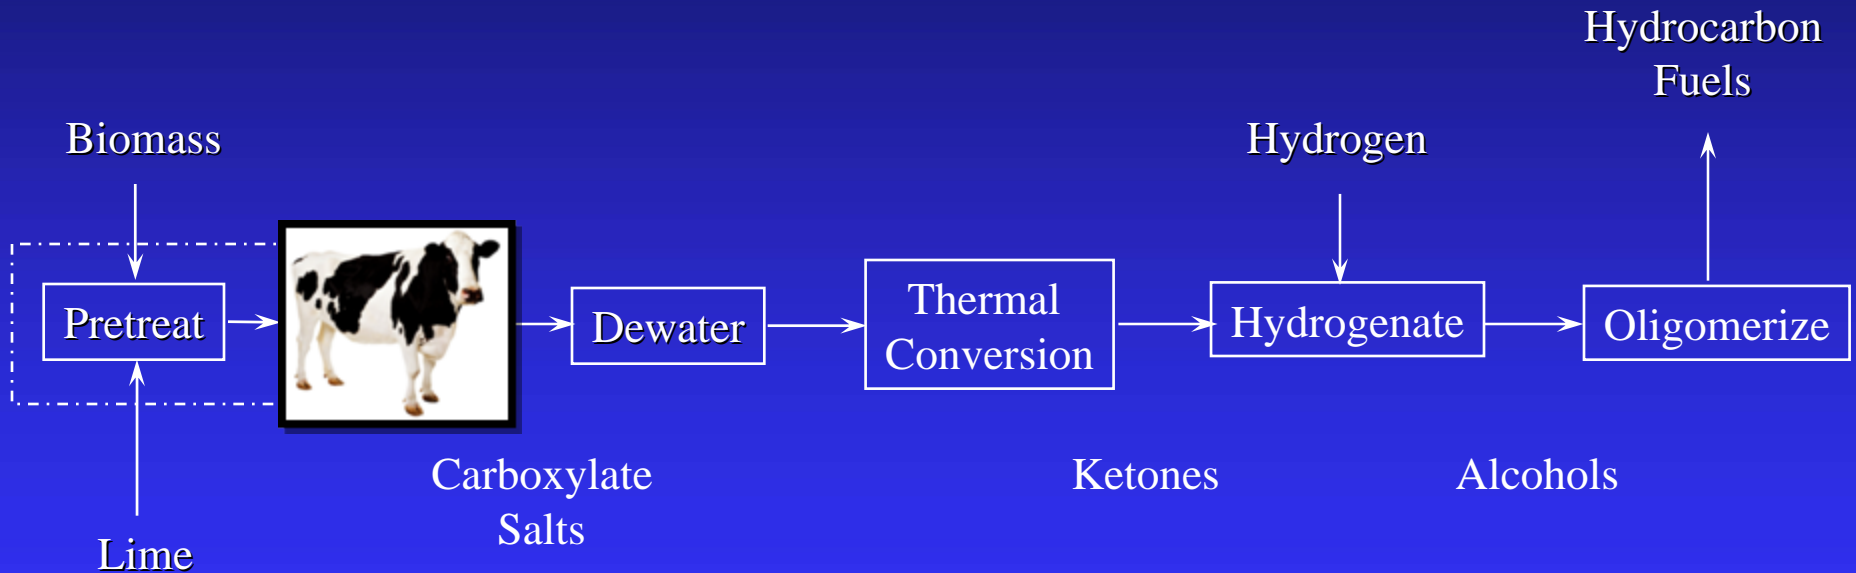 Hydrocarbon
Fuels
Biomass
Hydrogen
Pretreat
Dewater
Thermal
Conversion
Hydrogenate
Oligomerize
Carboxylate
Salts
Ketones
Alcohols
Lime